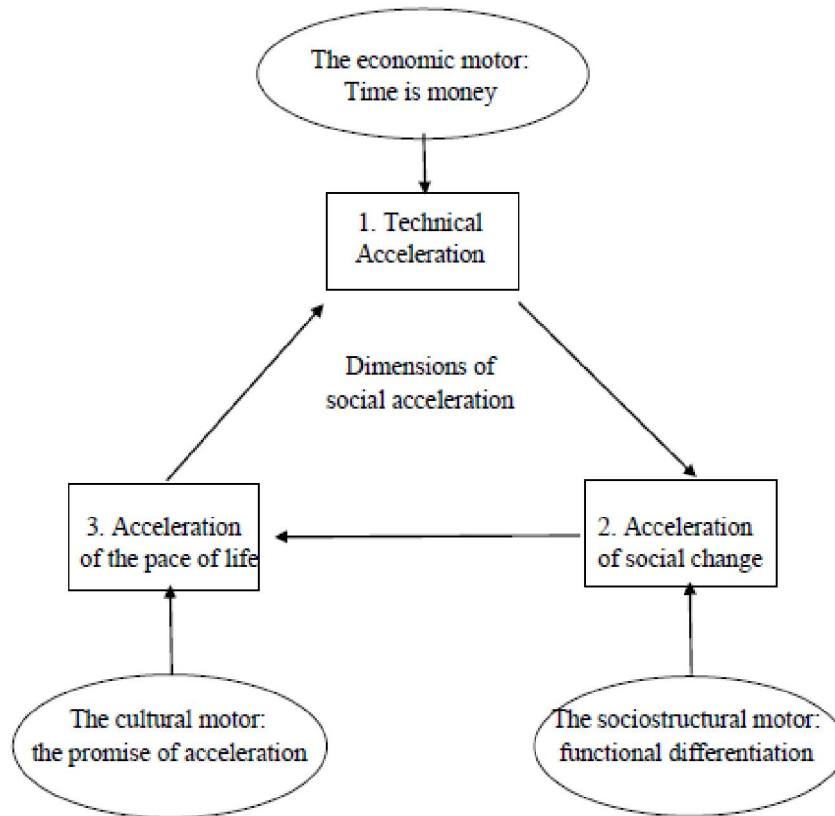 The economic motor:
Time is money
1. Technical
Acceleration
Dimensions of
social acceleration
3. Acceleration
of the pace of life
2. Acceleration
of social change
The cultural motor:
the promise of acceleration
The sociostructural motor:
functional differentiation